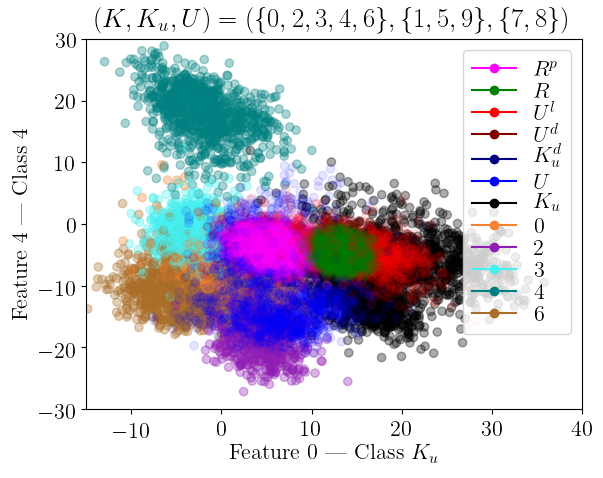 (K, K_u, U) = ({0, 2, 3, 4, 6}, {1, 5, 9}, {7, 8})
30
20
10
0
−10
−20
−30
Feature 4 — Class 4
−10 0 10 20 30 40
Feature 0 — Class K_u
R^p
R
U^l
U^d
K_u^d
U
K_u
0
2
3
4
6